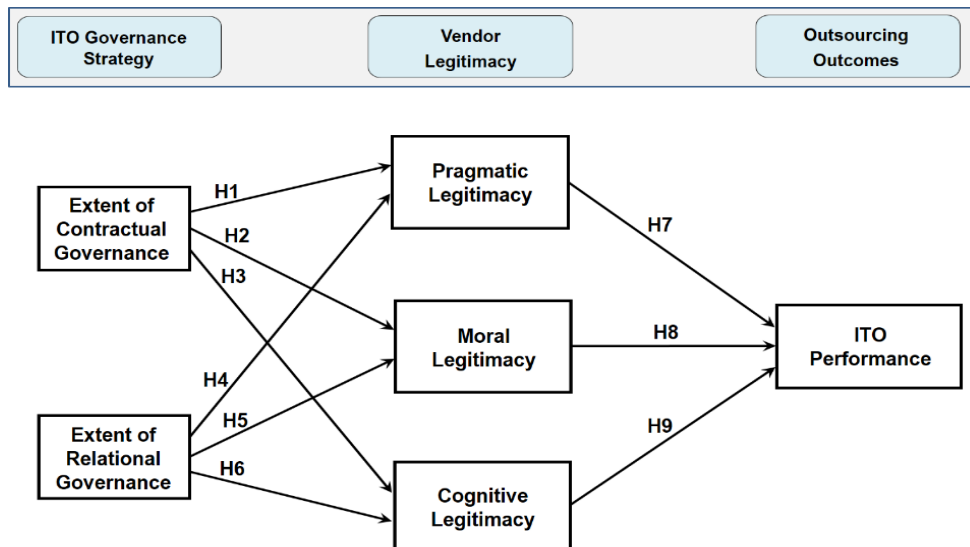 ITO Governance
Strategy
Vendor
Legitimacy
Outsourcing
Outcomes
Pragmatic
Legitimacy
Extent of
Contractual
Governance
H1
H2
H3
H7
Moral
Legitimacy
H8
ITO
Performance
H4
H5
H6
Extent of
Relational
Governance
H9
Cognitive
Legitimacy